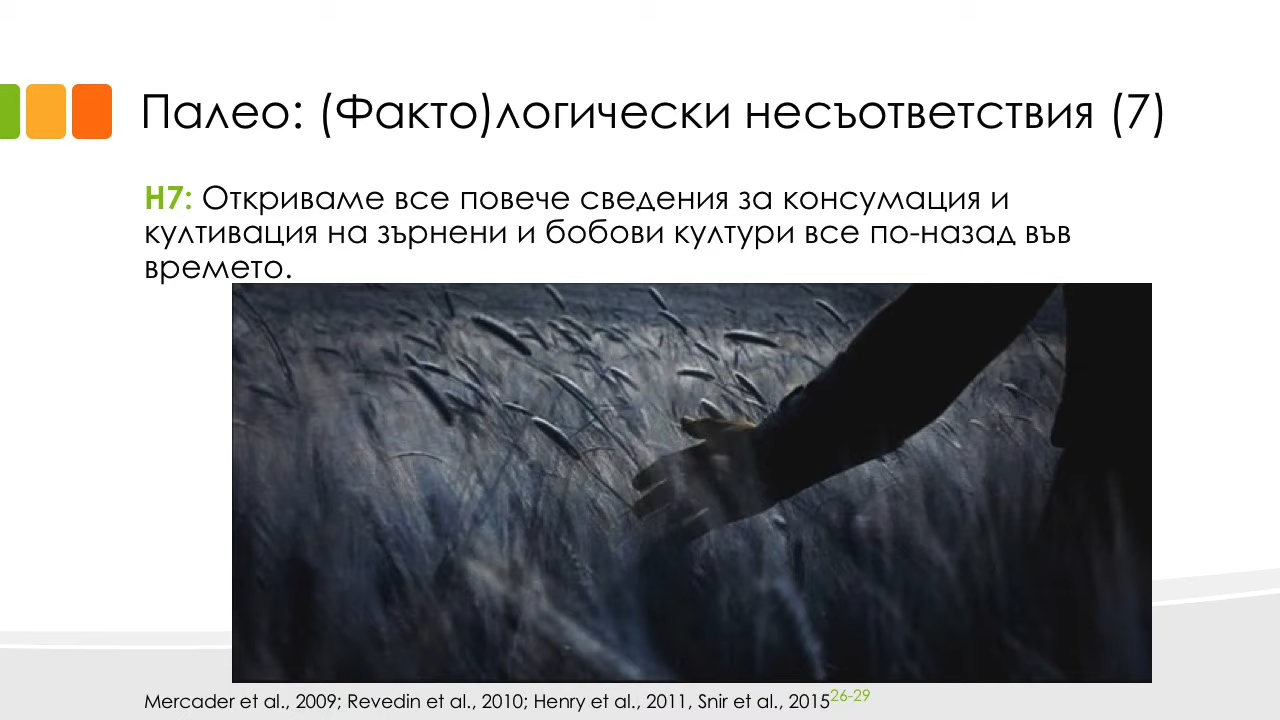 Палео: (Факто)логически несъответствия (7)
Н7: Откриваме все повече сведения за консумация и
култивация на зърнени и бобови култури все по-назад във
времето.
Mercader et al., 2009; Revedin et al., 2010; Henry et al., 2011, Snir et al., 201526-29